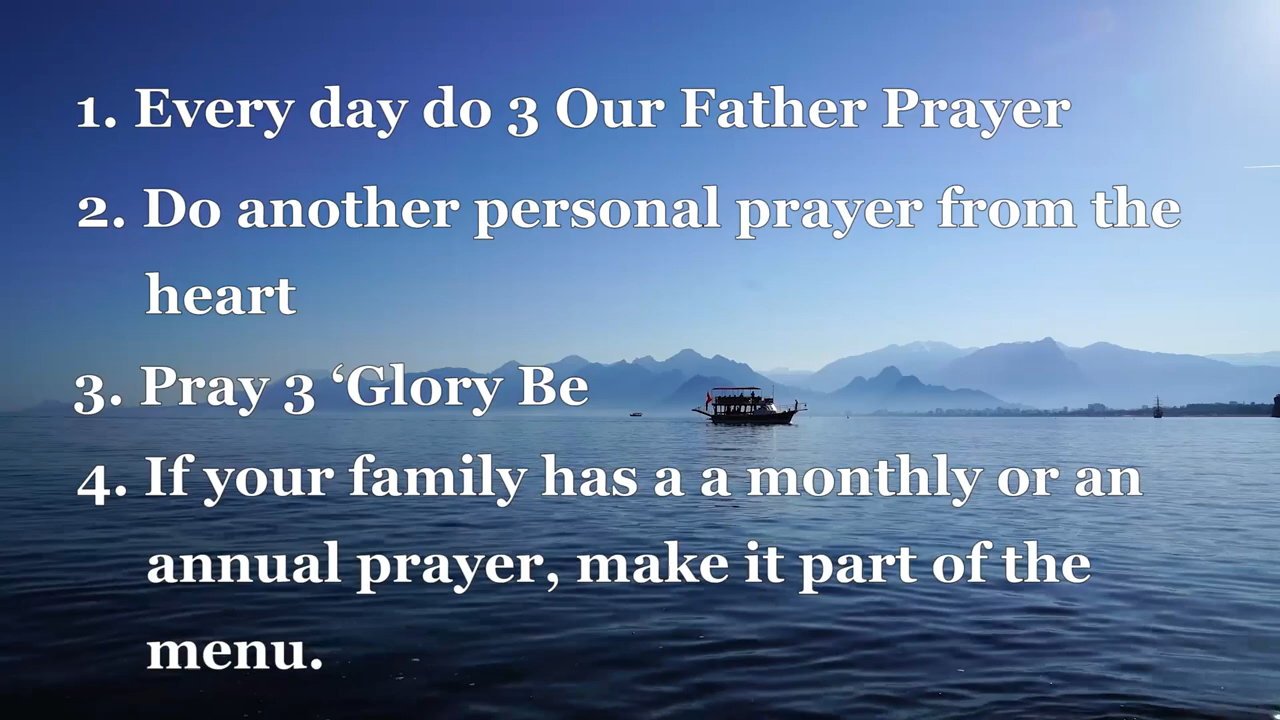 1. Every day do 3 Our Father Prayer
2. Do another personal prayer from the
heart
3. Pray 3 ‘Glory Be
4. If your family has a a monthly or an
annual prayer, make it part of the
menu.